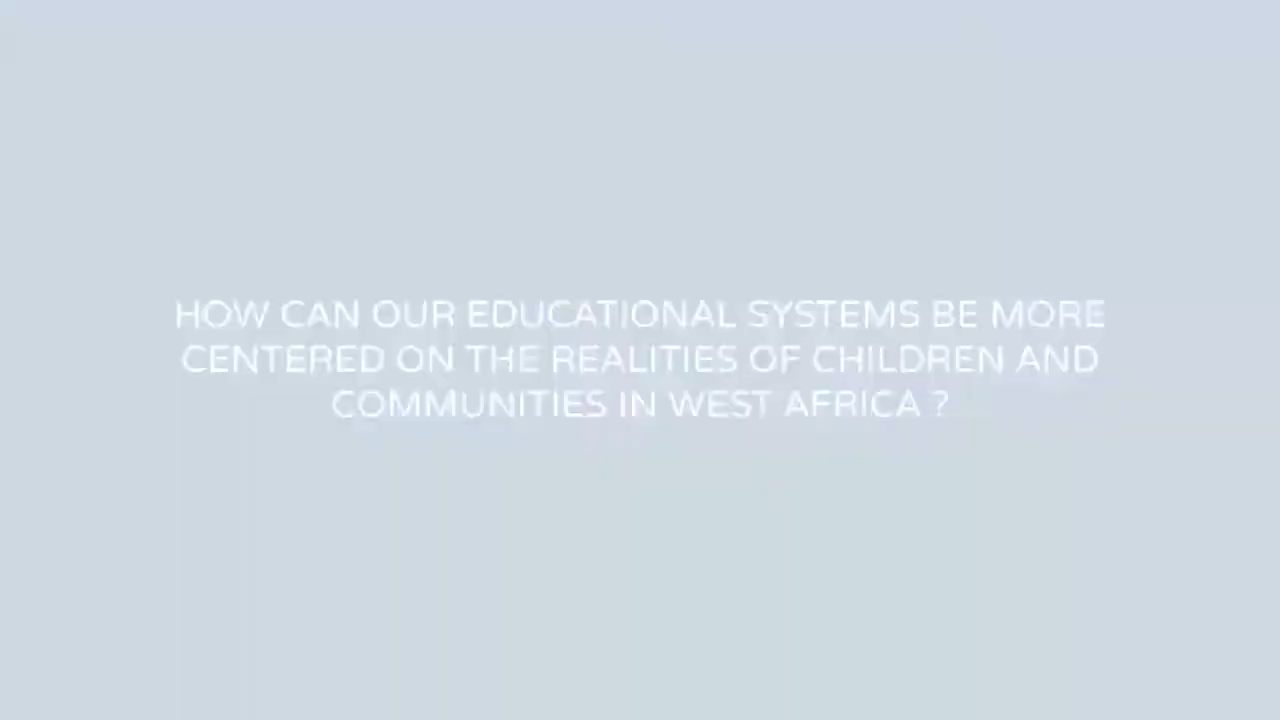 HOW CAN OUR EDUCATIONAL SYSTEMS BE MORE
CENTERED ON THE REALITIES OF CHILDREN AND
COMMUNITIES IN WEST AFRICA ?